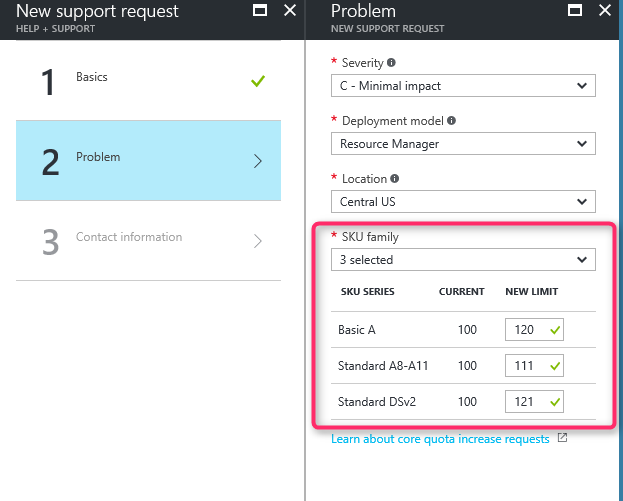 New support request
HELP + SUPPORT
1 Basics
2 Problem
3 Contact information
Problem
NEW SUPPORT REQUEST
* Severity
C - Minimal impact
* Deployment model
Resource Manager
* Location
Central US
* SKU family
3 selected
SKU SERIES CURRENT NEW LIMIT
Basic A 100 120
Standard A8-A11 100 111
Standard DSv2 100 121
Learn about core quota increase requests